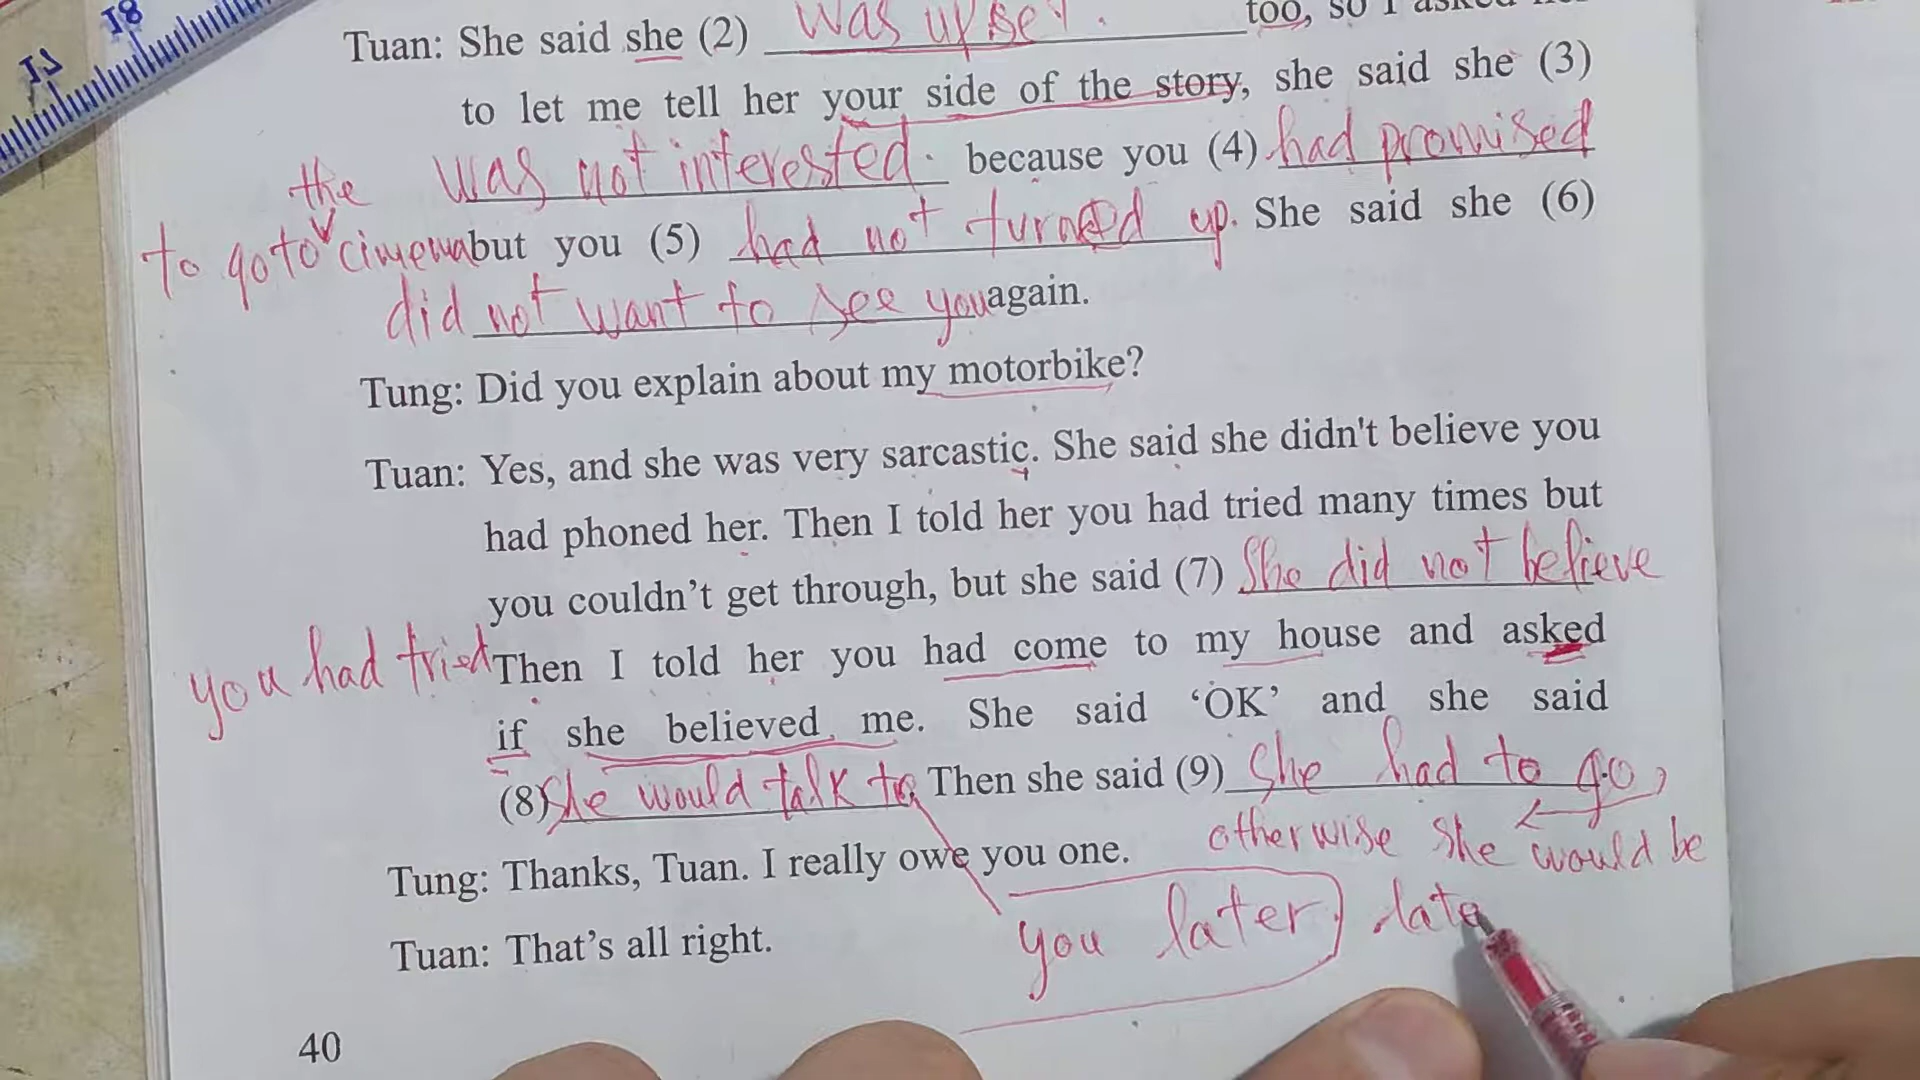 Tuan: She said she (2) was upset. too, so I asked
to let me tell her your side of the story, she said she (3)
was not interested. because you (4) had promised
to go to the cinema but you (5) had not turned up. She said she (6)
did not want to see you again.
Tung: Did you explain about my motorbike?
Tuan: Yes, and she was very sarcastic. She said she didn't believe you
had phoned her. Then I told her you had tried many times but
you couldn't get through, but she said (7) She did not believe
you had tried Then I told her you had come to my house and asked
if she believed me. She said ‘OK’ and she said
(8) She would talk to Then she said (9) She had to go,
otherwise she would be
Tung: Thanks, Tuan. I really owe you one.
you later late
Tuan: That's all right.
40
18